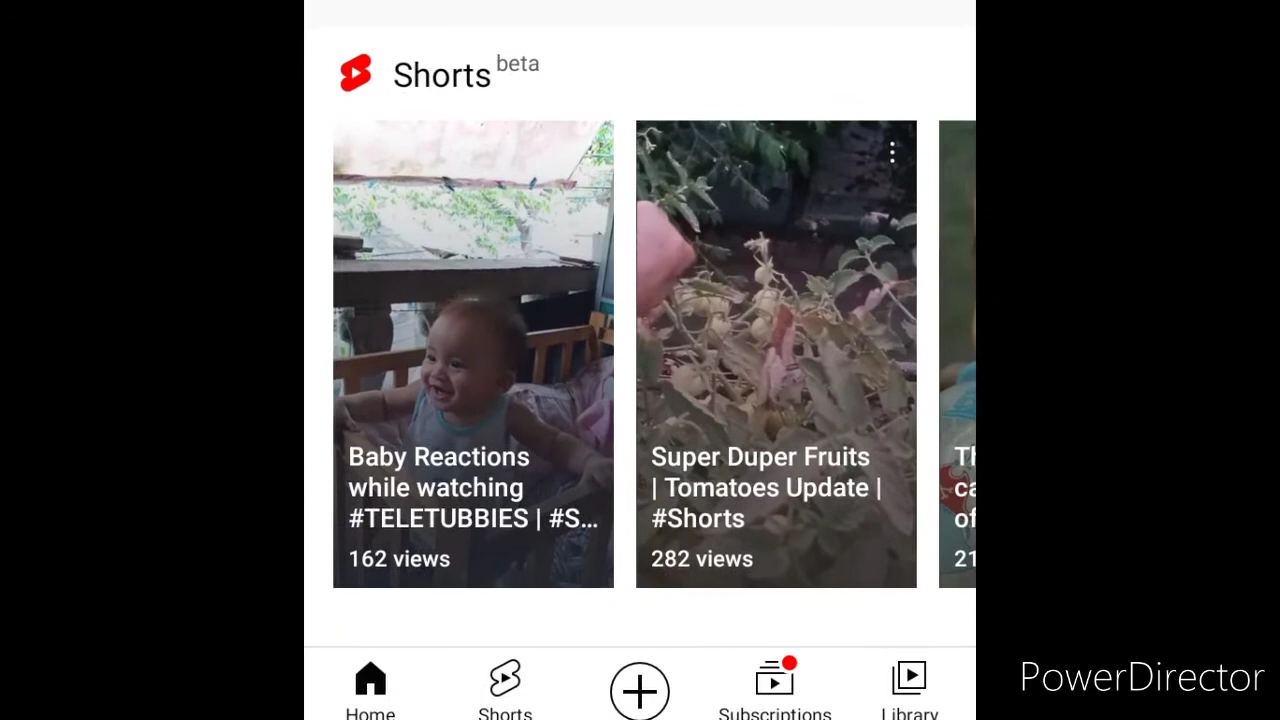 Shorts beta
Baby Reactions
while watching
#TELETUBBIES | #S...
162 views
Super Duper Fruits
| Tomatoes Update |
#Shorts
282 views
Home
Shorts
Subscriptions
Library
PowerDirector